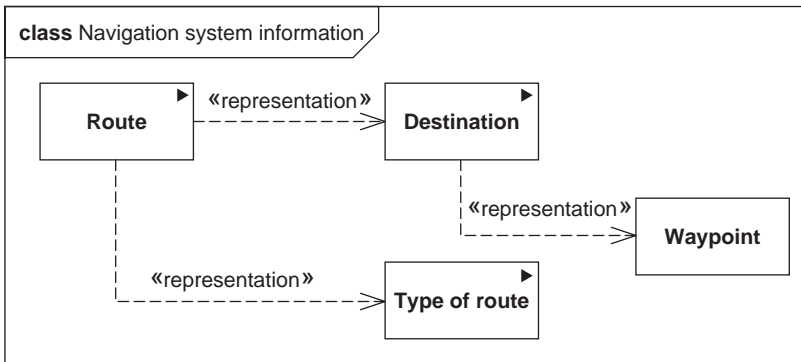 class Navigation system information
«representation»
Route
Destination
«representation»
Waypoint
«representation»
Type of route